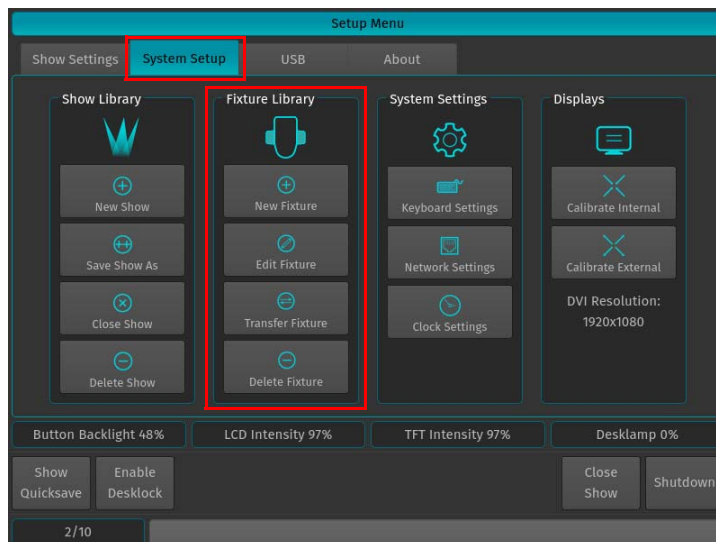 Setup Menu
Show Settings
System Setup
USB
About
Show Library
New Show
Save Show As
Close Show
Delete Show
Fixture Library
New Fixture
Edit Fixture
Transfer Fixture
Delete Fixture
System Settings
Keyboard Settings
Network Settings
Clock Settings
Displays
Calibrate Internal
Calibrate External
DVI Resolution:
1920x1080
Button Backlight 48%
LCD Intensity 97%
TFT Intensity 97%
Desklamp 0%
Show
Quicksave
Enable
Desklock
Close
Show
Shutdown
2/10